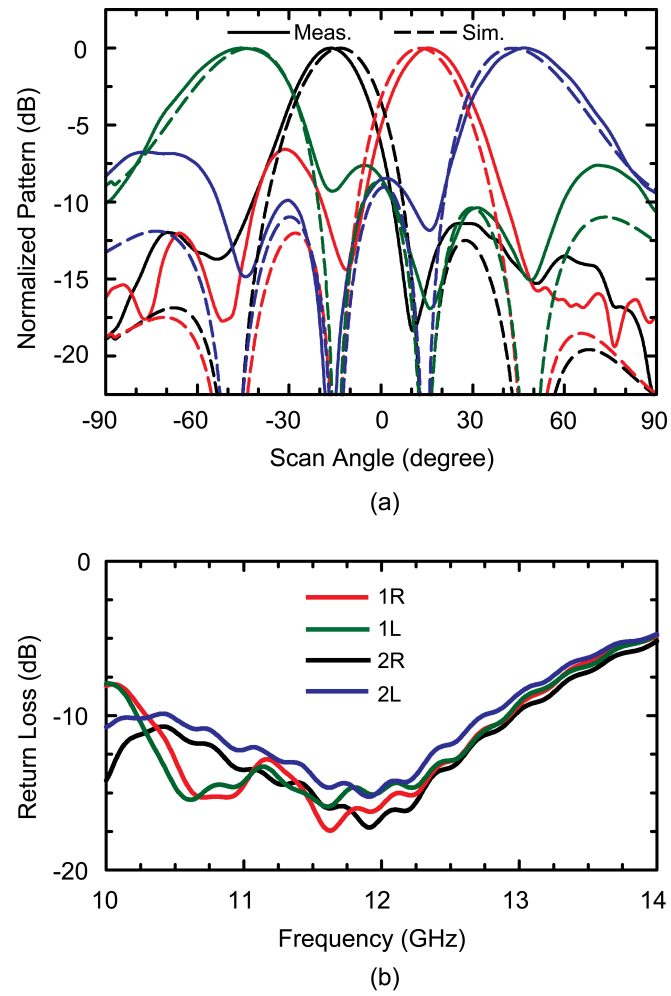 Meas. Sim.
0
-5
-10
-15
-20
Normalized Pattern (dB)
-90 -60 -30 0 30 60 90
Scan Angle (degree)
(a)
0
-10
-20
Return Loss (dB)
1R
1L
2R
2L
10 11 12 13 14
Frequency (GHz)
(b)